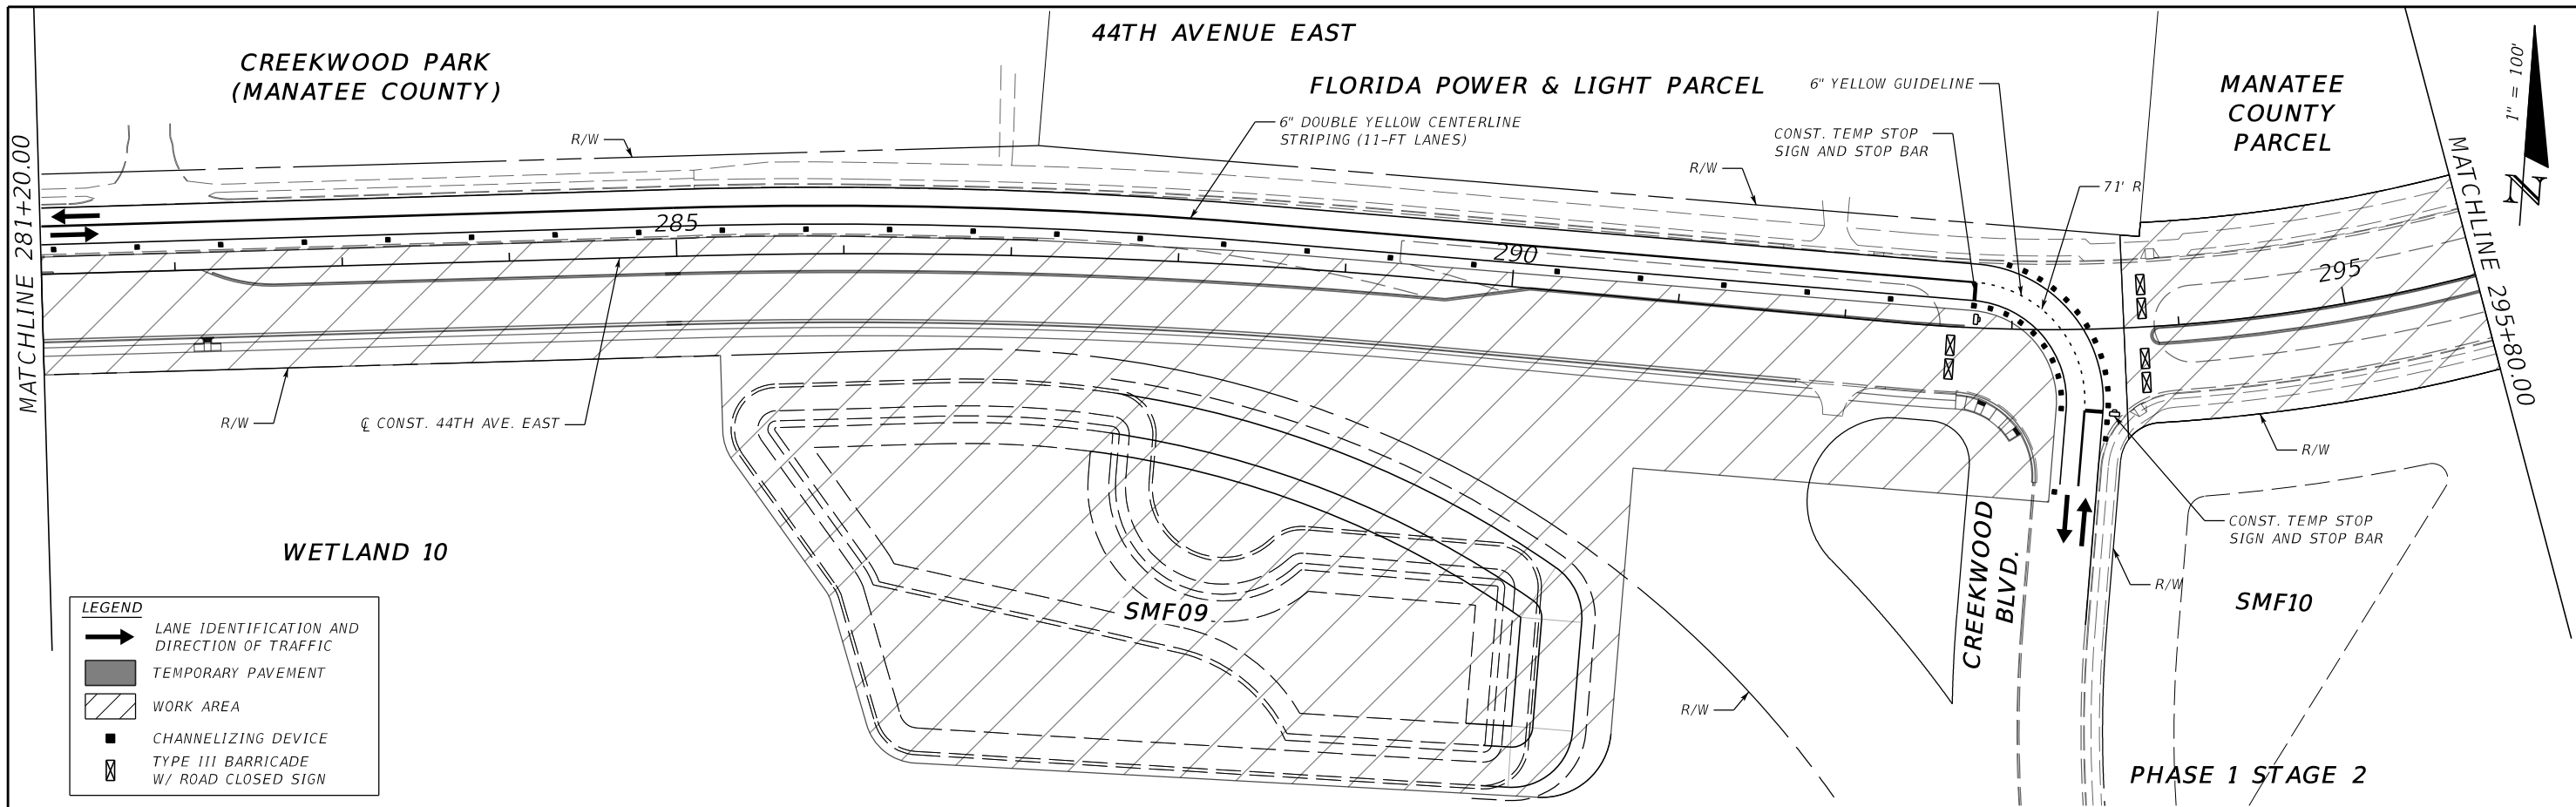 44TH AVENUE EAST
CREEKWOOD PARK
(MANATEE COUNTY)
FLORIDA POWER & LIGHT PARCEL
6" YELLOW GUIDELINE
MANATEE
COUNTY
PARCEL
1" = 100'
N
R/W
6" DOUBLE YELLOW CENTERLINE
STRIPING (11-FT LANES)
CONST. TEMP STOP
SIGN AND STOP BAR
R/W
71' R
MATCHLINE 281+20.00
MATCHLINE 295+80.00
285
290
295
R/W
℄ CONST. 44TH AVE. EAST
R/W
CREEKWOOD
BLVD.
CONST. TEMP STOP
SIGN AND STOP BAR
WETLAND 10
R/W
SMF09
SMF10
R/W
LEGEND
LANE IDENTIFICATION AND
DIRECTION OF TRAFFIC
TEMPORARY PAVEMENT
WORK AREA
CHANNELIZING DEVICE
TYPE III BARRICADE
W/ ROAD CLOSED SIGN
PHASE 1 STAGE 2